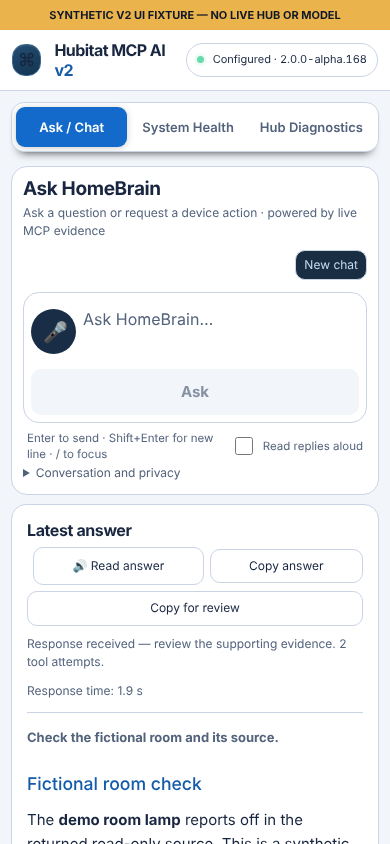 SYNTHETIC V2 UI FIXTURE — NO LIVE HUB OR MODEL
Hubitat MCP AI
v2
Configured · 2.0.0-alpha.168
Ask / Chat
System Health
Hub Diagnostics
Ask HomeBrain
Ask a question or request a device action · powered by live
MCP evidence
New chat
Ask HomeBrain...
Ask
Enter to send · Shift+Enter for new
line · / to focus
Read replies aloud
Conversation and privacy
Latest answer
🔊 Read answer
Copy answer
Copy for review
Response received — review the supporting evidence. 2
tool attempts.
Response time: 1.9 s
Check the fictional room and its source.
Fictional room check
The demo room lamp reports off in the
returned read-only source. This is a synthetic